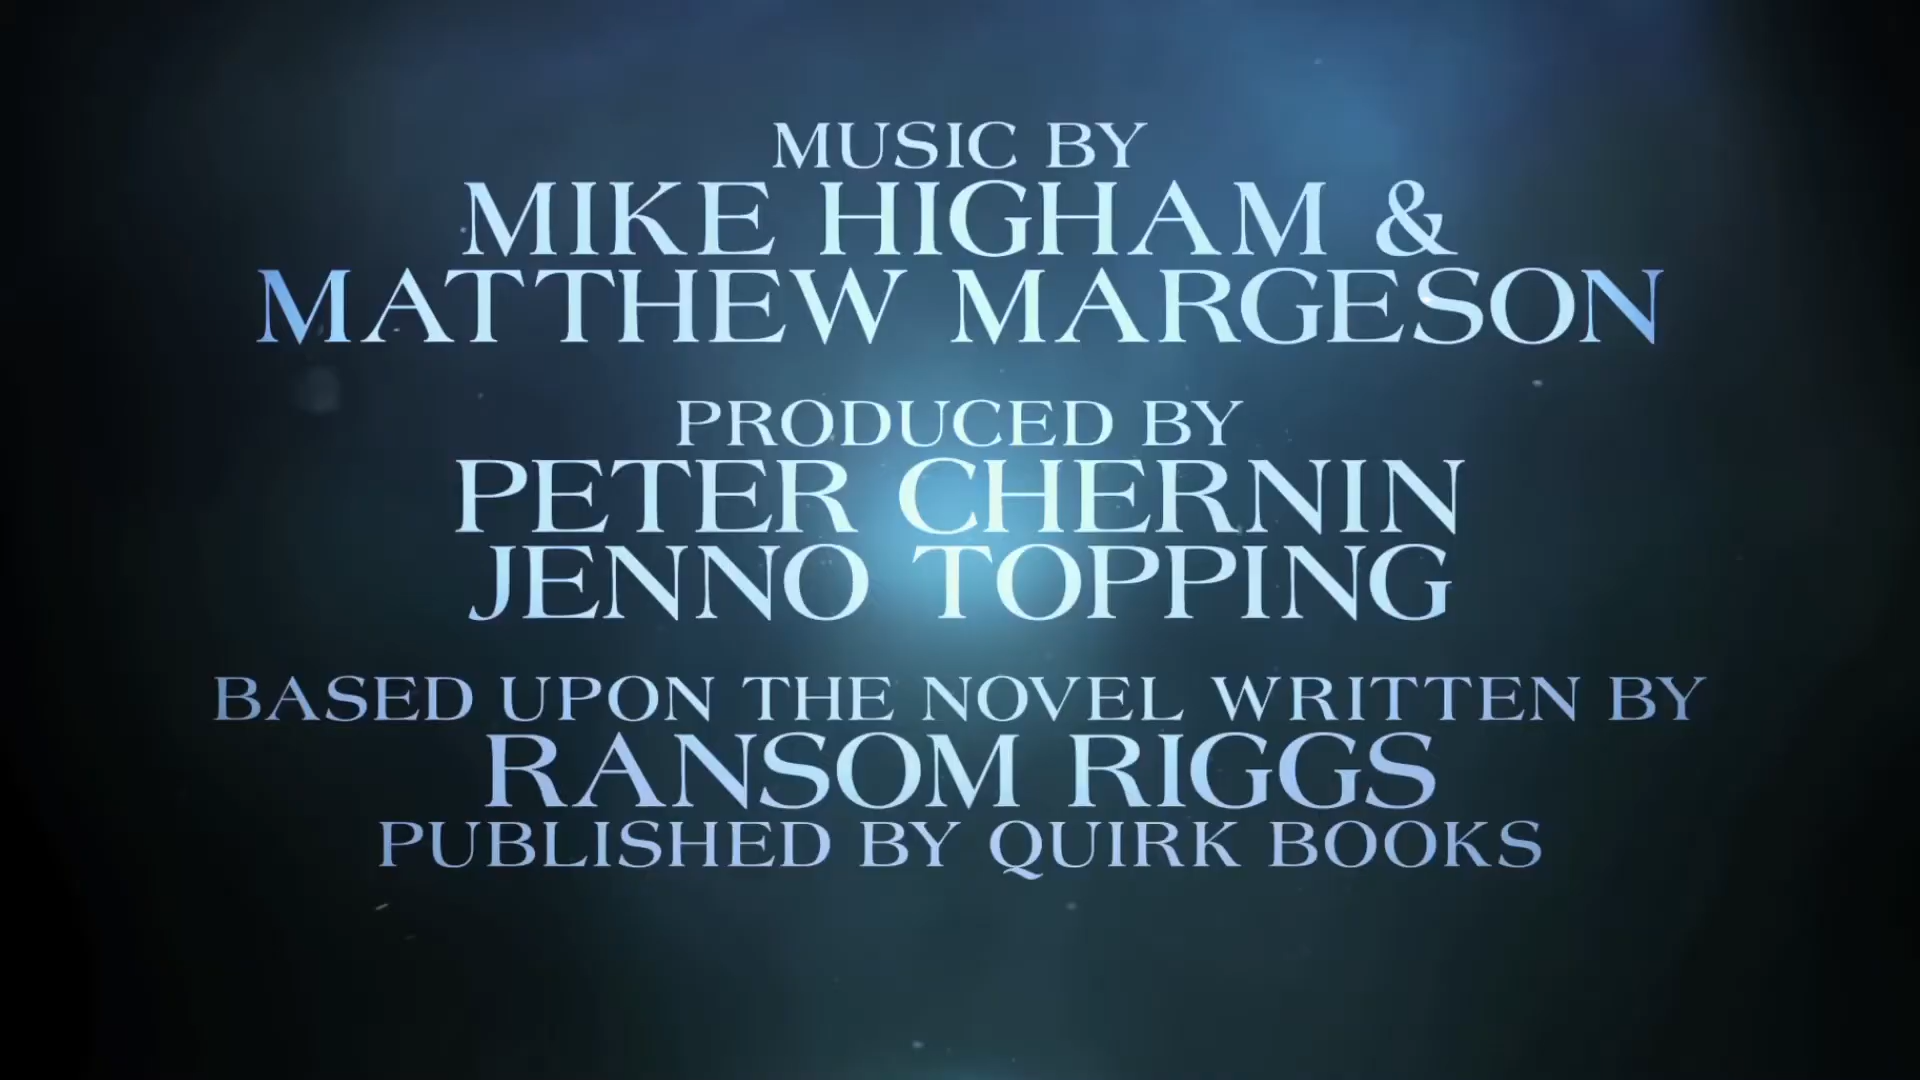 MUSIC BY
MIKE HIGHAM &
MATTHEW MARGESON
PRODUCED BY
PETER CHERNIN
JENNO TOPPING
BASED UPON THE NOVEL WRITTEN BY
RANSOM RIGGS
PUBLISHED BY QUIRK BOOKS